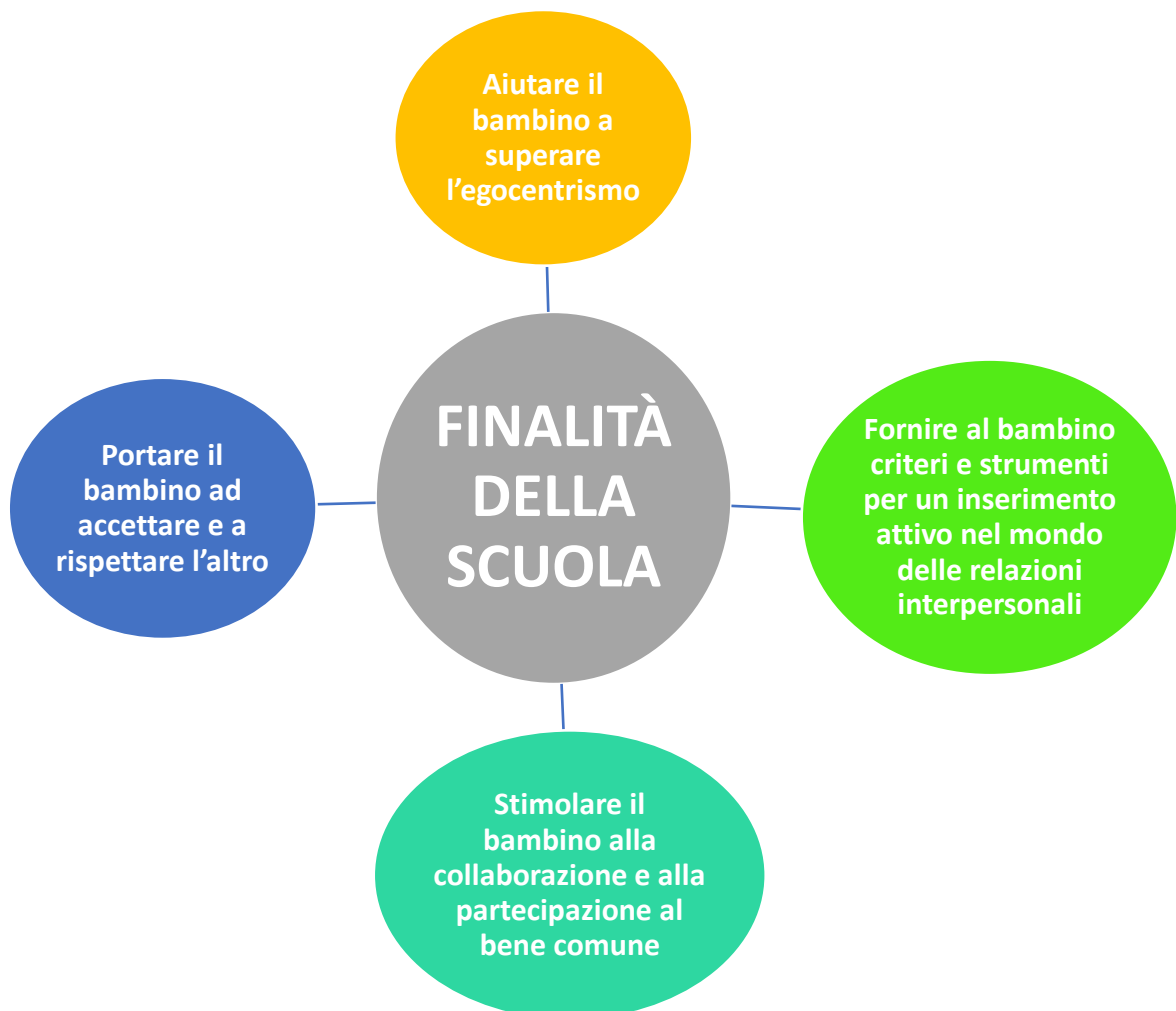 Aiutare il
bambino a
superare
l’egocentrismo
FINALITÀ
DELLA
SCUOLA
Portare il
bambino ad
accettare e a
rispettare l’altro
Fornire al bambino
criteri e strumenti
per un inserimento
attivo nel mondo
delle relazioni
interpersonali
Stimolare il
bambino alla
collaborazione e alla
partecipazione al
bene comune